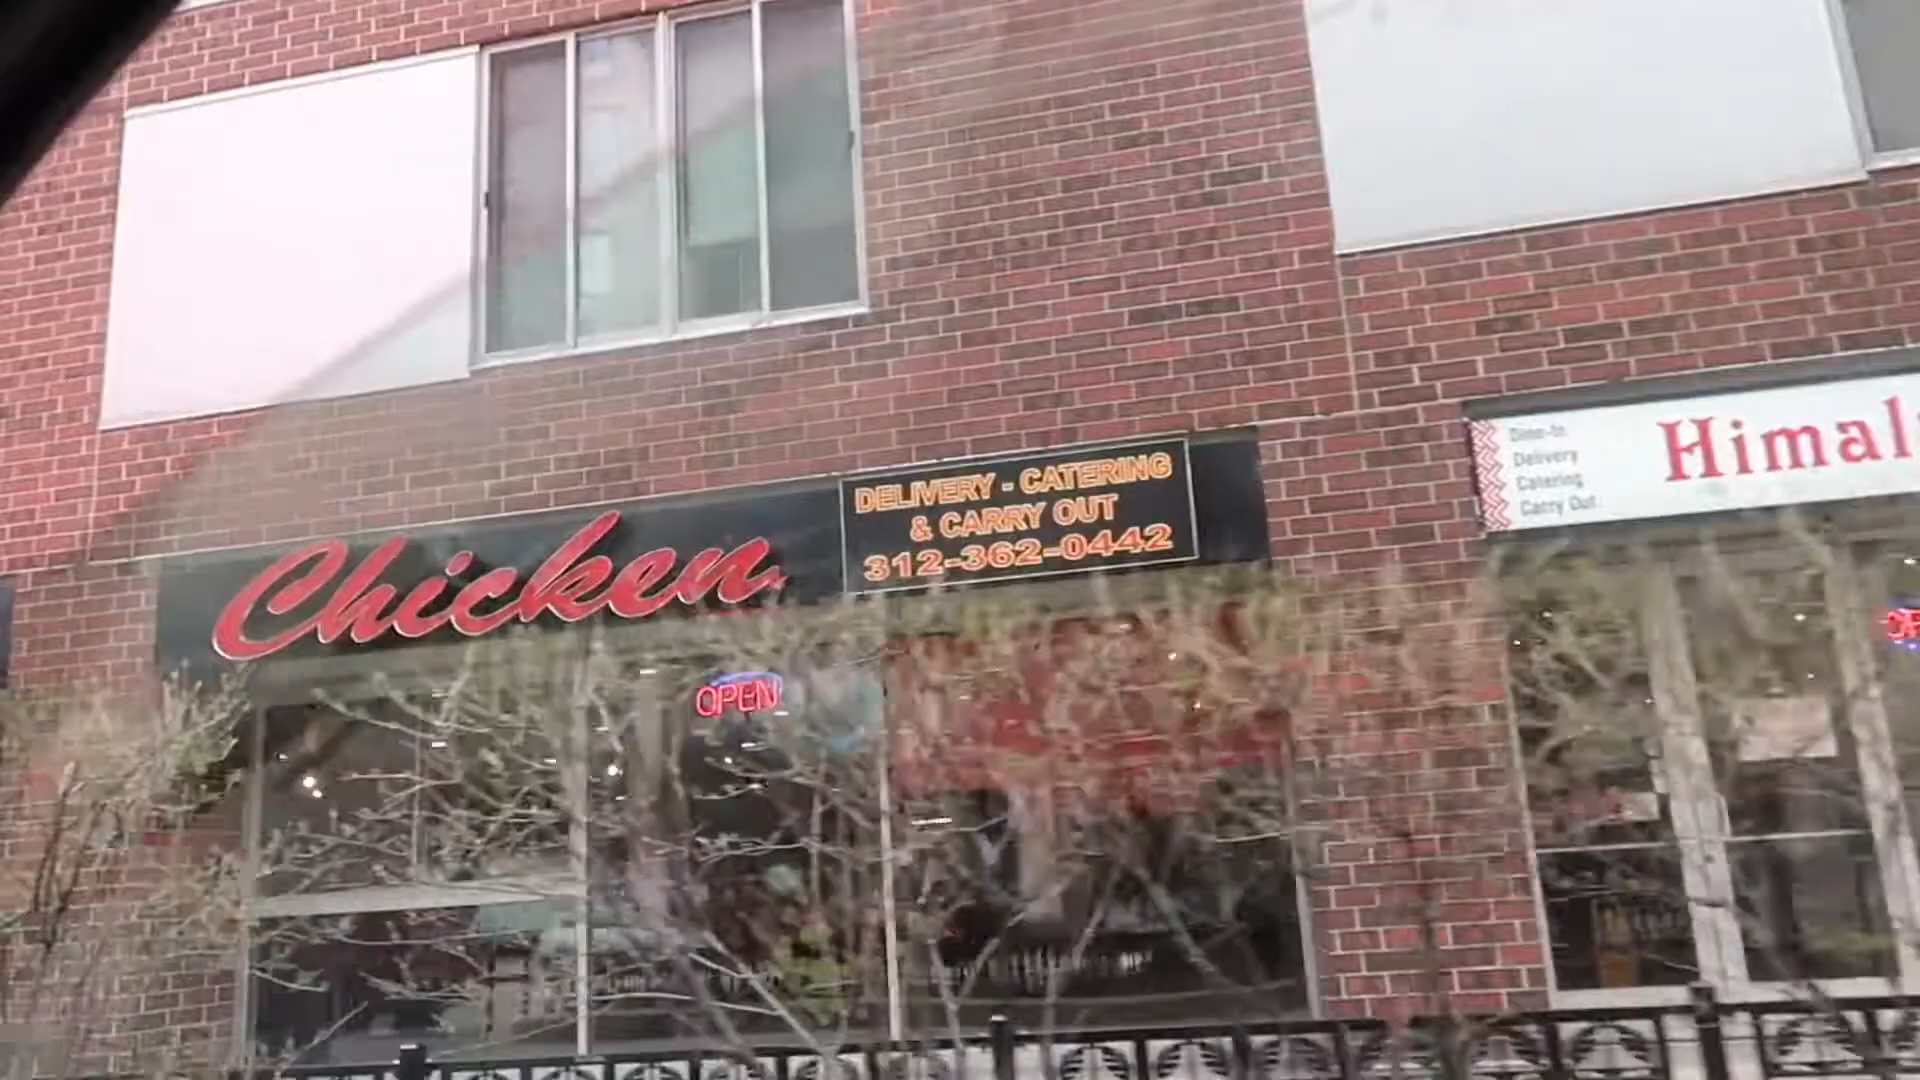 Chicken
DELIVERY - CATERING
& CARRY OUT
312-362-0442
OPEN
Dine-In
Delivery
Catering
Carry Out
Himal